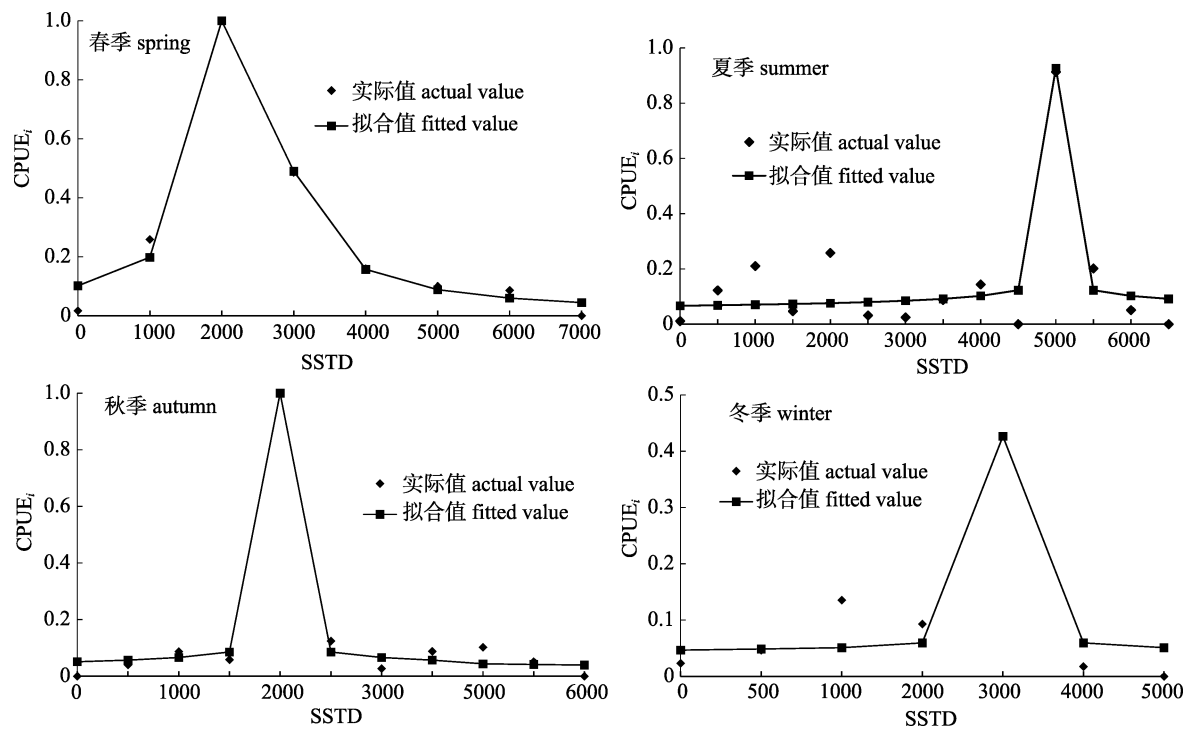 春季 spring
实际值 actual value
拟合值 fitted value
CPUEi
1.0
0.8
0.6
0.4
0.2
0
0 1000 2000 3000 4000 5000 6000 7000
SSTD
夏季 summer
实际值 actual value
拟合值 fitted value
CPUEi
1.0
0.8
0.6
0.4
0.2
0
0 1000 2000 3000 4000 5000 6000
SSTD
秋季 autumn
实际值 actual value
拟合值 fitted value
CPUEi
1.0
0.8
0.6
0.4
0.2
0
0 1000 2000 3000 4000 5000 6000
SSTD
冬季 winter
实际值 actual value
拟合值 fitted value
CPUEi
0.5
0.4
0.3
0.2
0.1
0
0 500 1000 2000 3000 4000 5000
SSTD